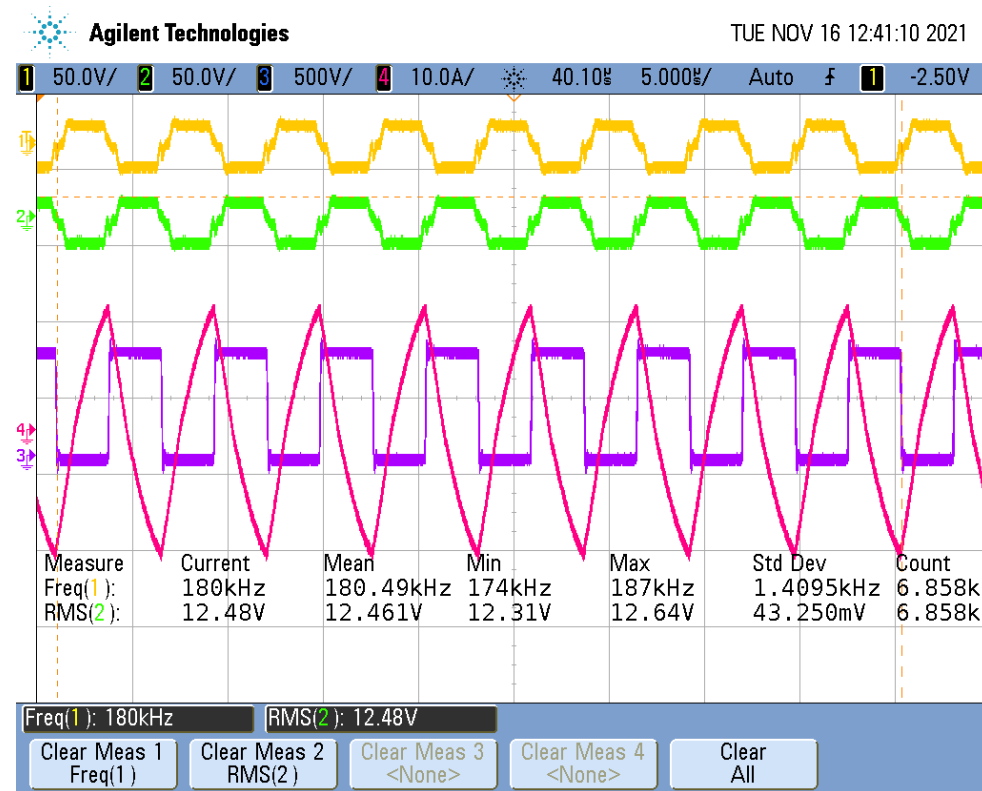 Agilent Technologies TUE NOV 16 12:41:10 2021
1 50.0V/ 2 50.0V/ 3 500V/ 4 10.0A/ 40.10µs 5.000µs/ Auto 1 -2.50V
1
T
2
4
3
Measure Current Mean Min Max Std Dev Count
Freq(1): 180kHz 180.49kHz 174kHz 187kHz 1.4095kHz 6.858k
RMS(2): 12.48V 12.461V 12.31V 12.64V 43.250mV 6.858k
Freq(1): 180kHz RMS(2): 12.48V
Clear Meas 1 Clear Meas 2 Clear Meas 3 Clear Meas 4 Clear
Freq(1) RMS(2) <None> <None> All